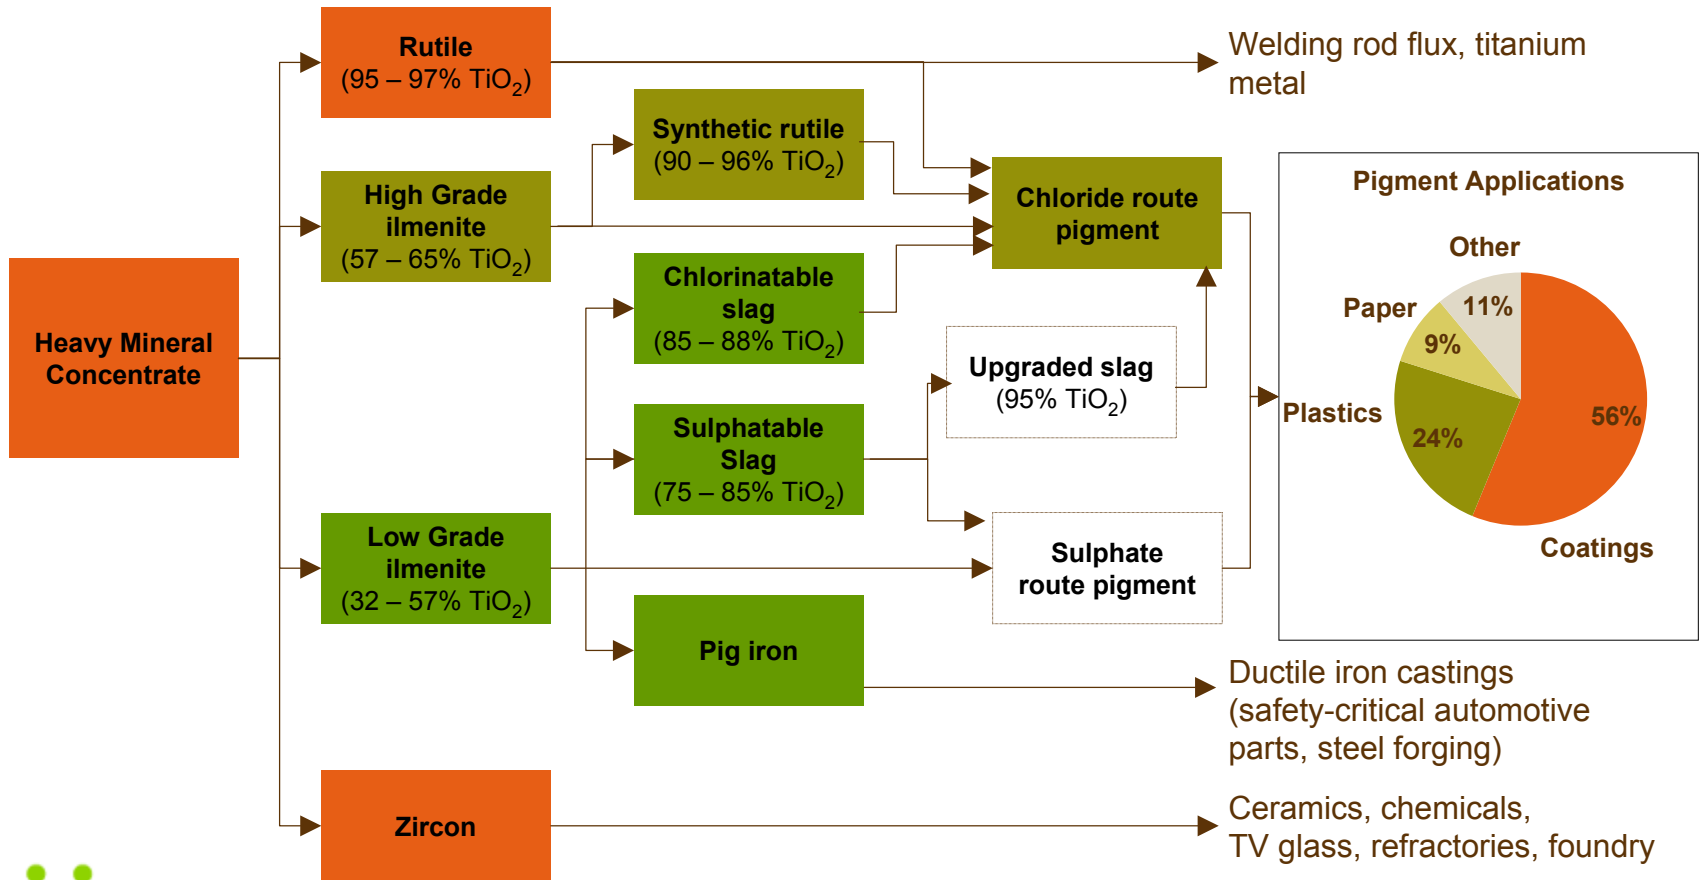 Rutile
(95 – 97% TiO₂)
Welding rod flux, titanium
metal
Synthetic rutile
(90 – 96% TiO₂)
High Grade
ilmenite
(57 – 65% TiO₂)
Chloride route
pigment
Pigment Applications
Other
11%
Paper
9%
Plastics
24%
56%
Coatings
Chlorinatable
slag
(85 – 88% TiO₂)
Heavy Mineral
Concentrate
Upgraded slag
(95% TiO₂)
Sulphatable
Slag
(75 – 85% TiO₂)
Low Grade
ilmenite
(32 – 57% TiO₂)
Sulphate
route pigment
Pig iron
Ductile iron castings
(safety-critical automotive
parts, steel forging)
Zircon
Ceramics, chemicals,
TV glass, refractories, foundry